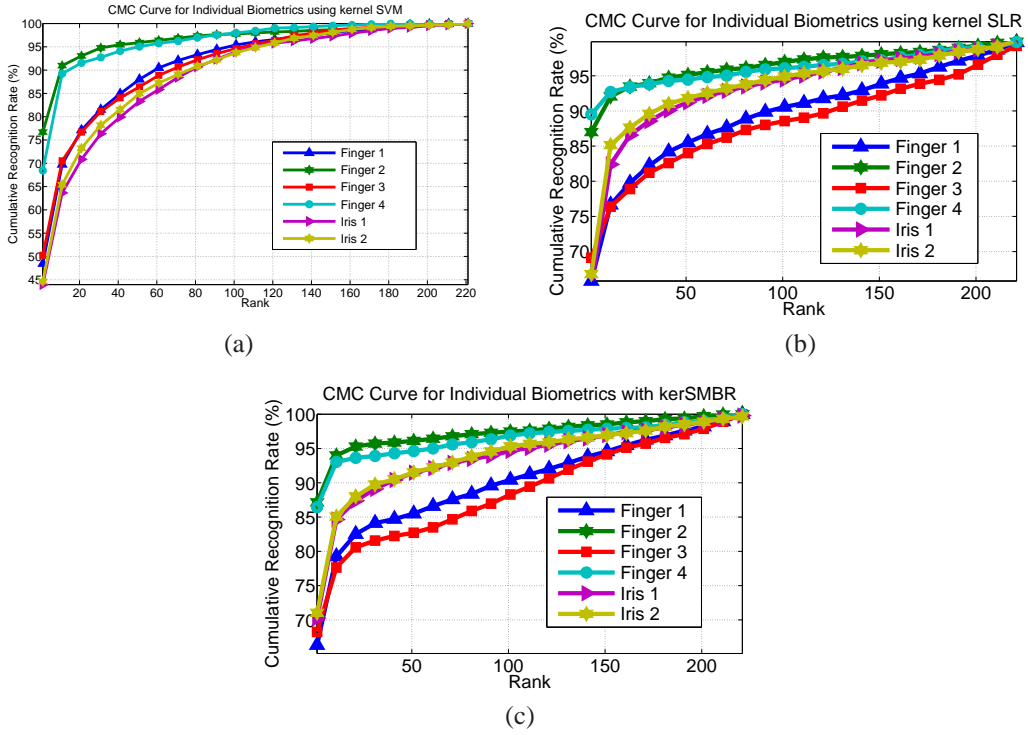 CMC Curve for Individual Biometrics using kernel SVM
Cumulative Recognition Rate (%)
100
95
90
85
80
75
70
65
60
55
50
45
20 40 60 80 100 120 140 160 180 200 220
Rank
Finger 1
Finger 2
Finger 3
Finger 4
Iris 1
Iris 2
(a)
CMC Curve for Individual Biometrics using kernel SLR
Cumulative Recognition Rate (%)
95
90
85
80
75
70
50 100 150 200
Rank
Finger 1
Finger 2
Finger 3
Finger 4
Iris 1
Iris 2
(b)
CMC Curve for Individual Biometrics with kerSMBR
Cumulative Recognition Rate (%)
100
95
90
85
80
75
70
50 100 150 200
Rank
Finger 1
Finger 2
Finger 3
Finger 4
Iris 1
Iris 2
(c)